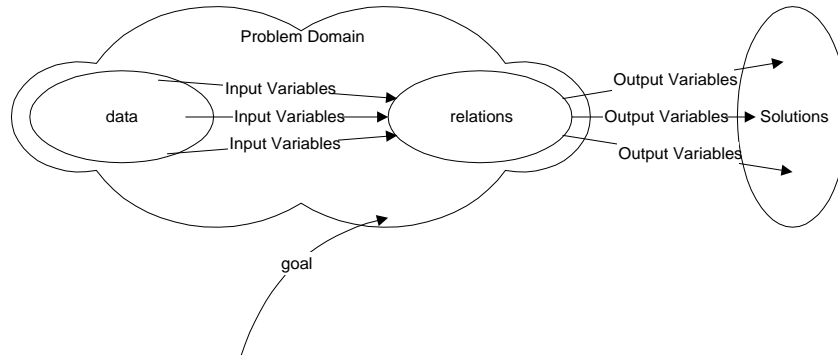 Problem Domain
Input Variables
Output Variables
data
Input Variables
relations
Output Variables
Solutions
Input Variables
Output Variables
goal